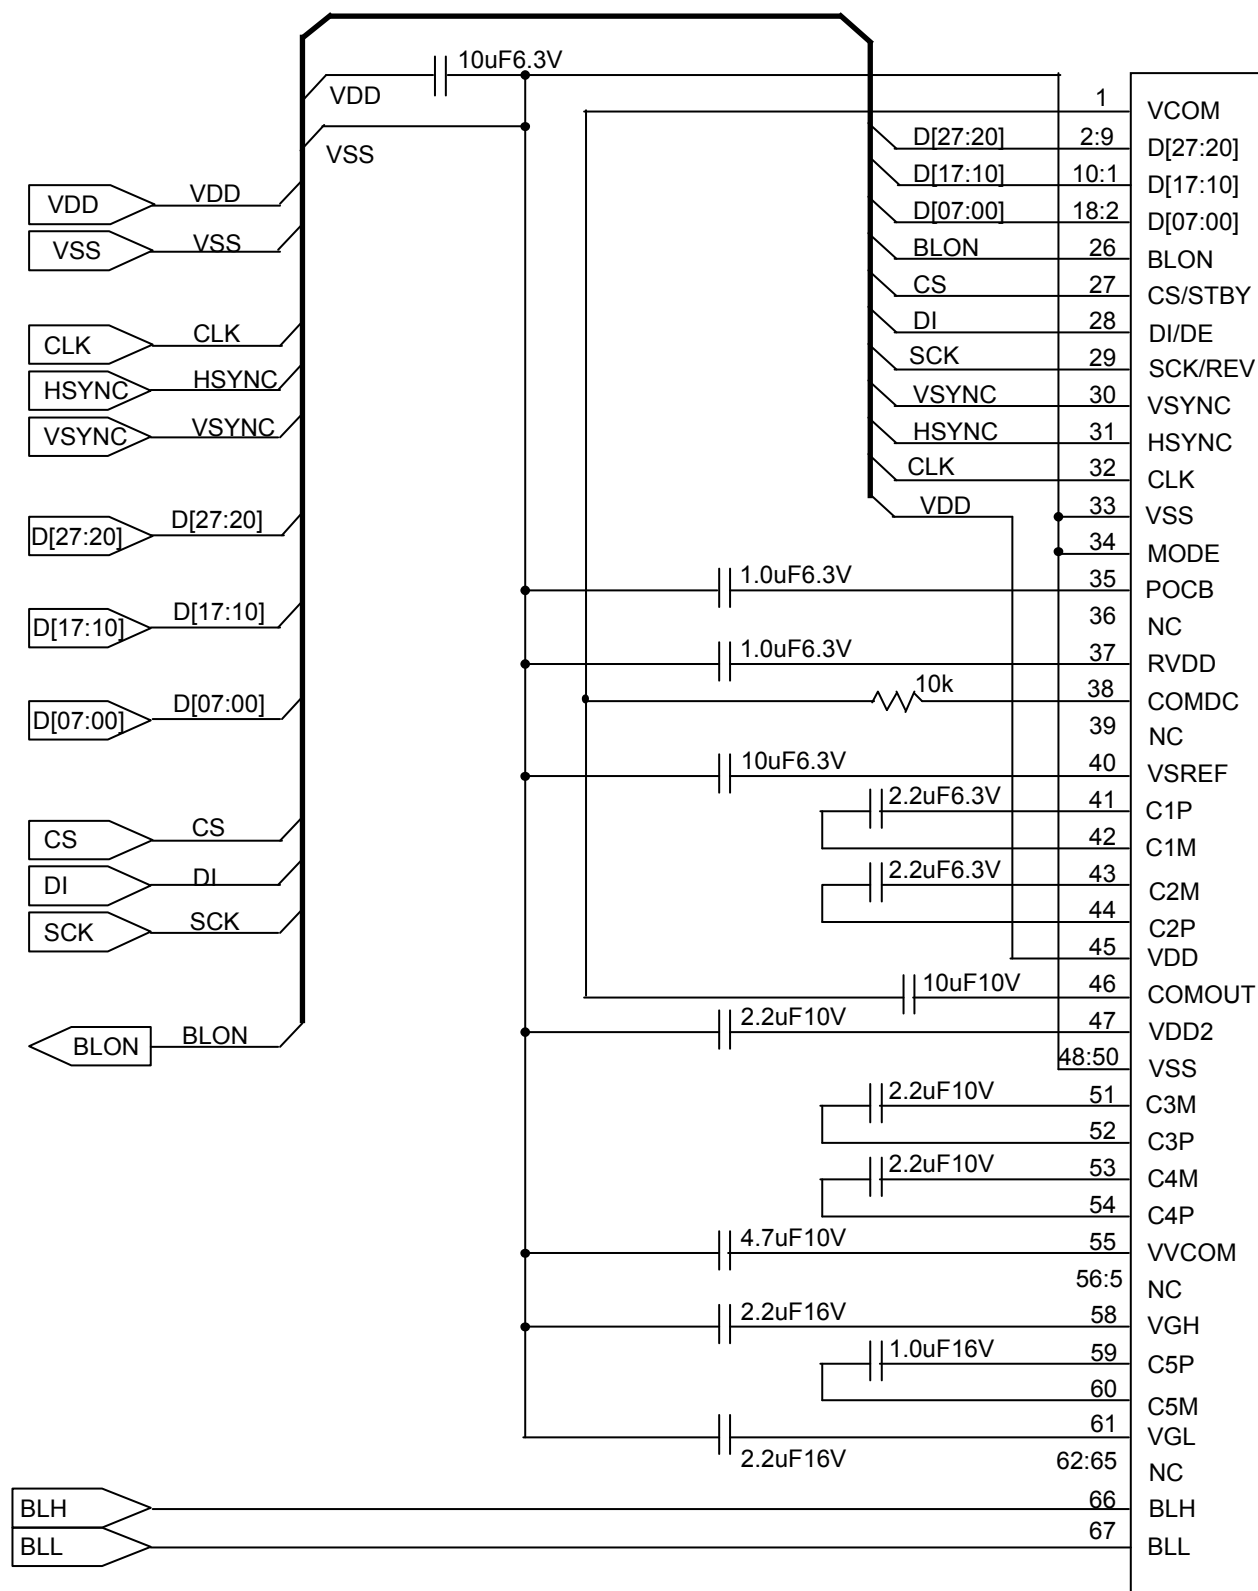 10uF6.3V
VDD
VSS
VDD VDD
VSS VSS
CLK CLK
HSYNC HSYNC
VSYNC VSYNC
D[27:20] D[27:20]
D[17:10] D[17:10]
D[07:00] D[07:00]
CS CS
DI DI
SCK SCK
BLON BLON
1 VCOM
D[27:20] 2:9 D[27:20]
D[17:10] 10:1 D[17:10]
D[07:00] 18:2 D[07:00]
BLON 26 BLON
CS 27 CS/STBY
DI 28 DI/DE
SCK 29 SCK/REV
VSYNC 30 VSYNC
HSYNC 31 HSYNC
CLK 32 CLK
VDD 33 VSS
34 MODE
1.0uF6.3V 35 POCB
36 NC
1.0uF6.3V 37 RVDD
10k 38 COMDC
39 NC
10uF6.3V 40 VSREF
2.2uF6.3V 41 C1P
42 C1M
2.2uF6.3V 43 C2M
44 C2P
45 VDD
10uF10V 46 COMOUT
2.2uF10V 47 VDD2
48:50 VSS
2.2uF10V 51 C3M
52 C3P
2.2uF10V 53 C4M
54 C4P
4.7uF10V 55 VVCOM
56:5 NC
2.2uF16V 58 VGH
1.0uF16V 59 C5P
60 C5M
61 VGL
2.2uF16V 62:65 NC
BLH 66 BLH
BLL 67 BLL